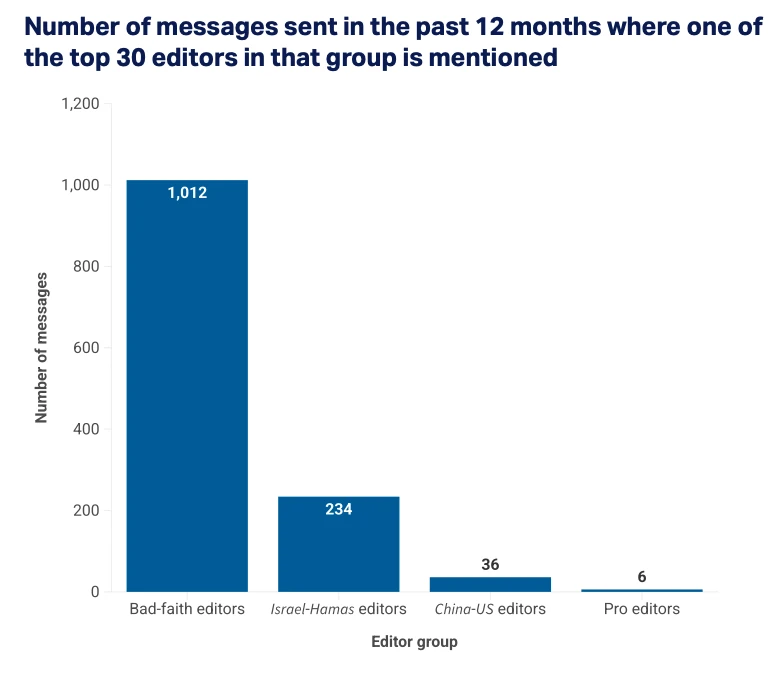 Number of messages sent in the past 12 months where one of
the top 30 editors in that group is mentioned
1,200
1,000
800
600
400
200
0
Number of messages
1,012
234
36
6
Bad-faith editors
Israel-Hamas editors
China-US editors
Pro editors
Editor group